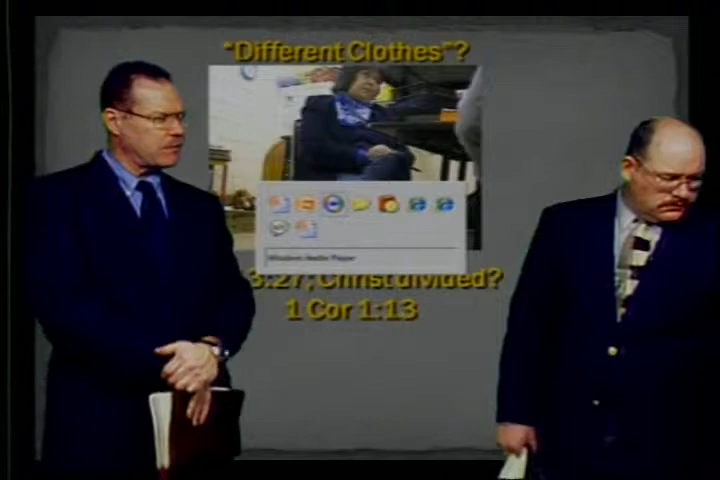 "Different Clothes"?
Windows Media Player
3:27; Christ divided?
1 Cor 1:13